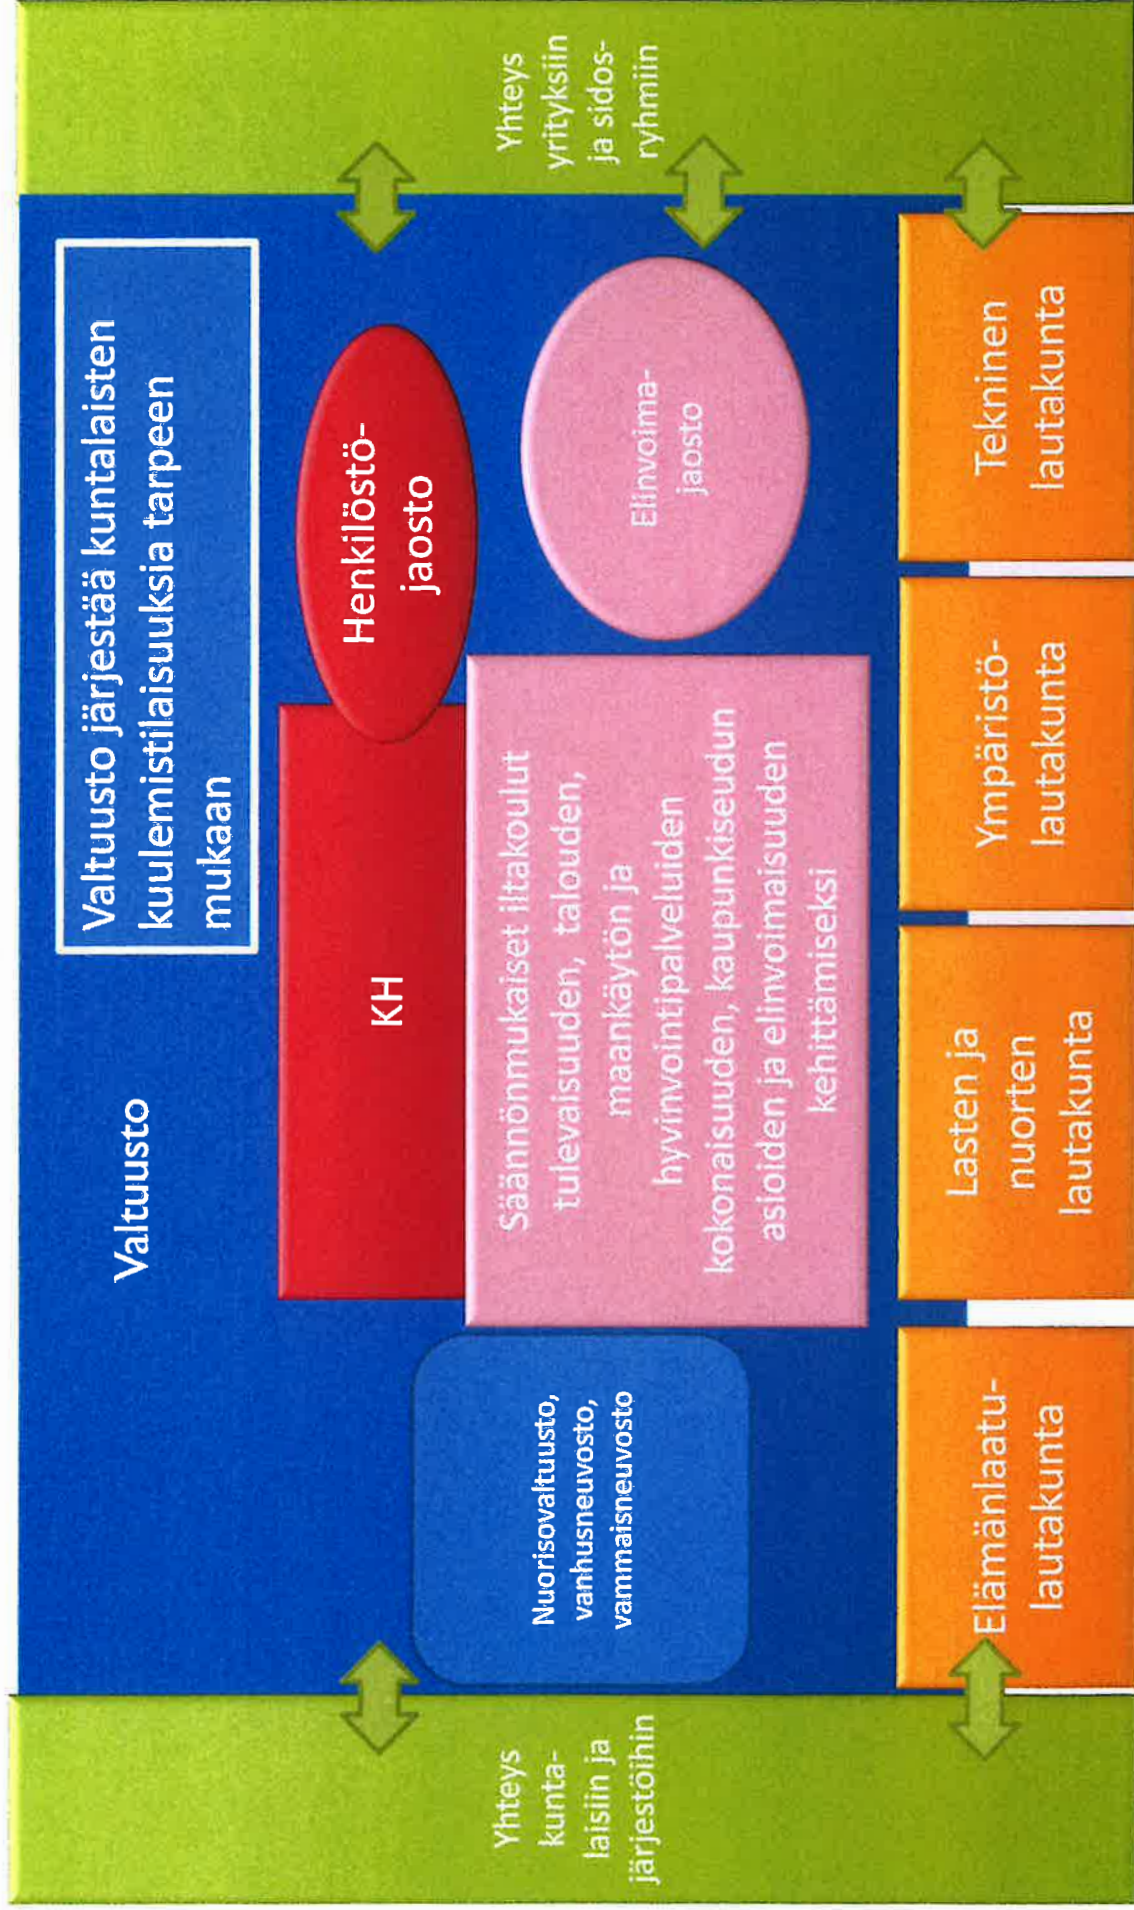 Valtuusto
Valtuusto järjestää kuntalaisten
kuulemistilaisuuksia tarpeen
mukaan
KH
Henkilöstö-
jaosto
Yhteys
kunta-
laisiin ja
järjestöihin
Nuorisovaltuusto,
vanhusneuvosto,
vammaisneuvosto
Säännönmukaiset iltakoulut
tulevaisuuden, talouden,
maankäytön ja
hyvinvointipalveluiden
kokonaisuuden, kaupunkiseudun
asioiden ja elinvoimaisuuden
kehittämiseksi
Elinvoima-
jaosto
Yhteys
yrityksiin
ja sidos-
ryhmiin
Elämänlaatu-
lautakunta
Lasten ja
nuorten
lautakunta
Ympäristö-
lautakunta
Tekninen
lautakunta